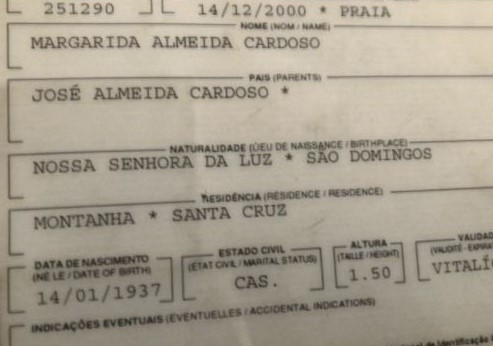 251290 14/12/2000 * PRAIA
NOME (NOM / NAME)
MARGARIDA ALMEIDA CARDOSO
PAIS (PARENTS)
JOSÉ ALMEIDA CARDOSO *
NATURALIDADE (LIEU DE NAISSANCE / BIRTHPLACE)
NOSSA SENHORA DA LUZ * SÃO DOMINGOS
RESIDÊNCIA (RÉSIDENCE / RESIDENCE)
MONTANHA * SANTA CRUZ
DATA DE NASCIMENTO ESTADO CIVIL ALTURA
(NÉ LE / DATE OF BIRTH) (ÉTAT CIVIL / MARITAL STATUS) (TAILLE / HEIGHT)
14/01/1937 CAS. 1.50
INDICAÇÕES EVENTUAIS (EVENTUELLES / ACCIDENTAL INDICATIONS)